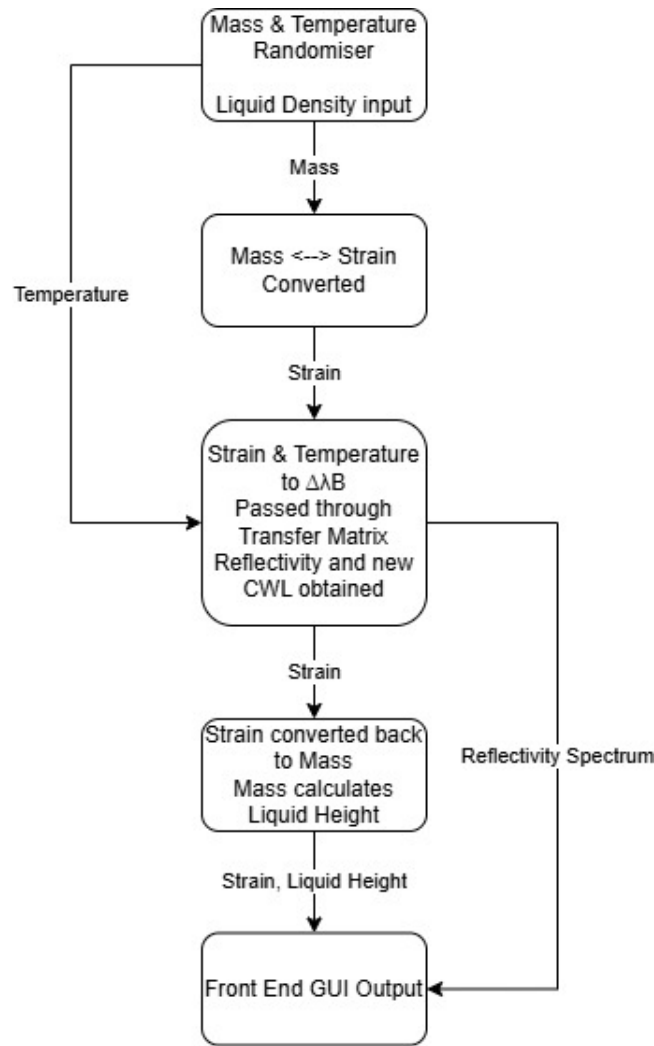 Mass & Temperature
Randomiser
Liquid Density input
Mass
Mass <--> Strain
Converted
Temperature
Strain
Strain & Temperature
to ΔλB
Passed through
Transfer Matrix
Reflectivity and new
CWL obtained
Strain
Strain converted back
to Mass
Mass calculates
Liquid Height
Reflectivity Spectrum
Strain, Liquid Height
Front End GUI Output